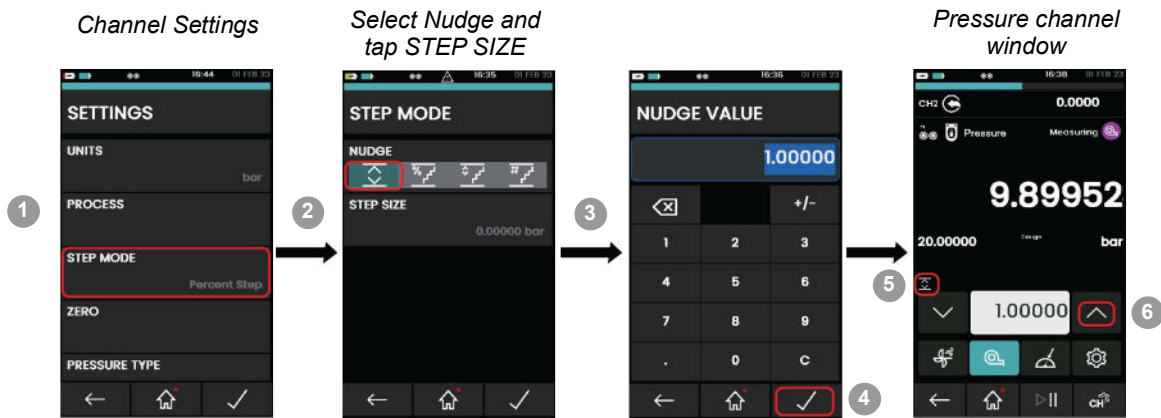 Channel Settings
Select Nudge and
tap STEP SIZE
Pressure channel
window
16:44 01 FEB 23
SETTINGS
UNITS
bar
PROCESS
STEP MODE
Percent Step
ZERO
PRESSURE TYPE
1
16:35 01 FEB 23
STEP MODE
NUDGE
%
#
STEP SIZE
0.00000 bar
2
16:36 01 FEB 23
NUDGE VALUE
1.00000
+/-
1 2 3
4 5 6
7 8 9
. 0 C
3
4
16:38 01 FEB 23
CH2 0.0000
Pressure Measuring
9.89952
20.00000 Gauge bar
5
1.00000
6
CH